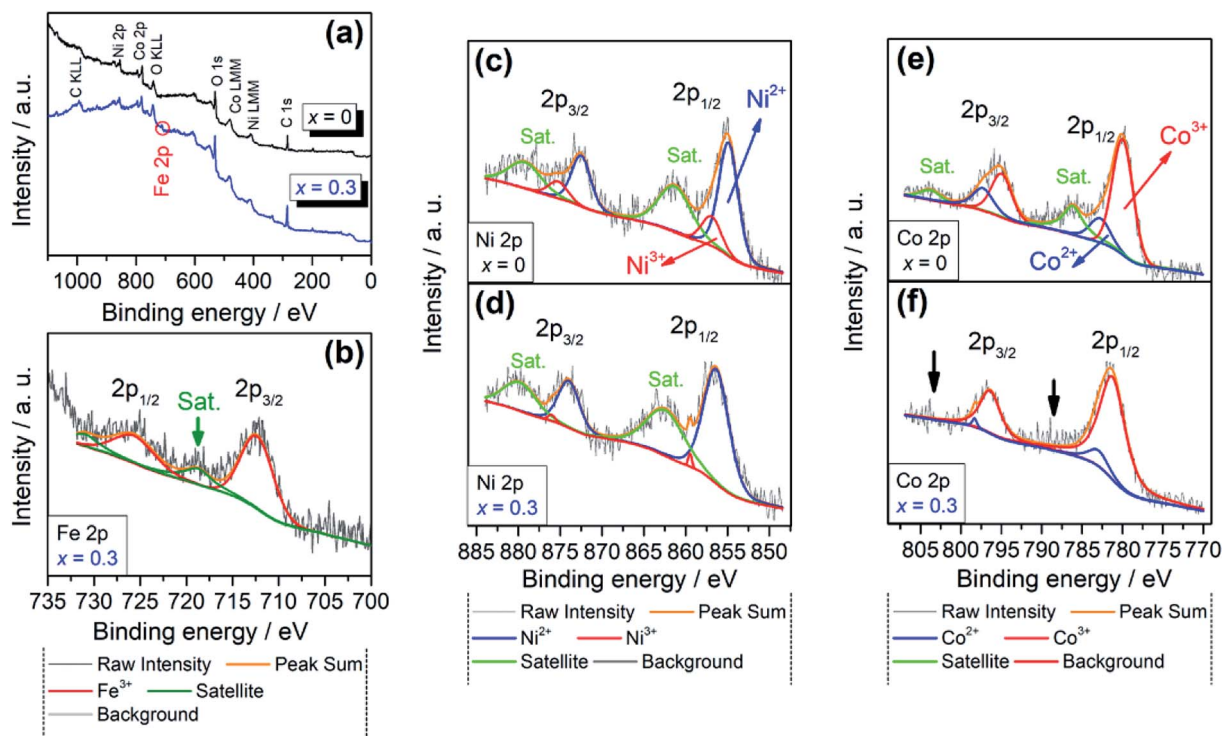 (a)
C KLL
Ni 2p
Co 2p
O KLL
O 1s
Co LMM
Ni LMM
C 1s
x = 0
Fe 2p
x = 0.3
Intensity / a.u.
1000 800 600 400 200 0
Binding energy / eV
(b)
2p1/2
Sat.
2p3/2
Fe 2p
x = 0.3
Intensity / a. u.
735 730 725 720 715 710 705 700
Binding energy / eV
Raw Intensity Peak Sum
Fe3+ Satellite
Background
(c)
2p3/2
2p1/2
Ni2+
Sat.
Sat.
Ni3+
Ni 2p
x = 0
Intensity / a. u.
(d)
2p3/2
2p1/2
Sat.
Sat.
Ni 2p
x = 0.3
885 880 875 870 865 860 855 850
Binding energy / eV
Raw Intensity Peak Sum
Ni2+ Ni3+
Satellite Background
(e)
2p3/2
2p1/2
Co3+
Sat.
Sat.
Co2+
Co 2p
x = 0
Intensity / a. u.
(f)
2p3/2
2p1/2
Co 2p
x = 0.3
805 800 795 790 785 780 775 770
Binding energy / eV
Raw Intensity Peak Sum
Co2+ Co3+
Satellite Background